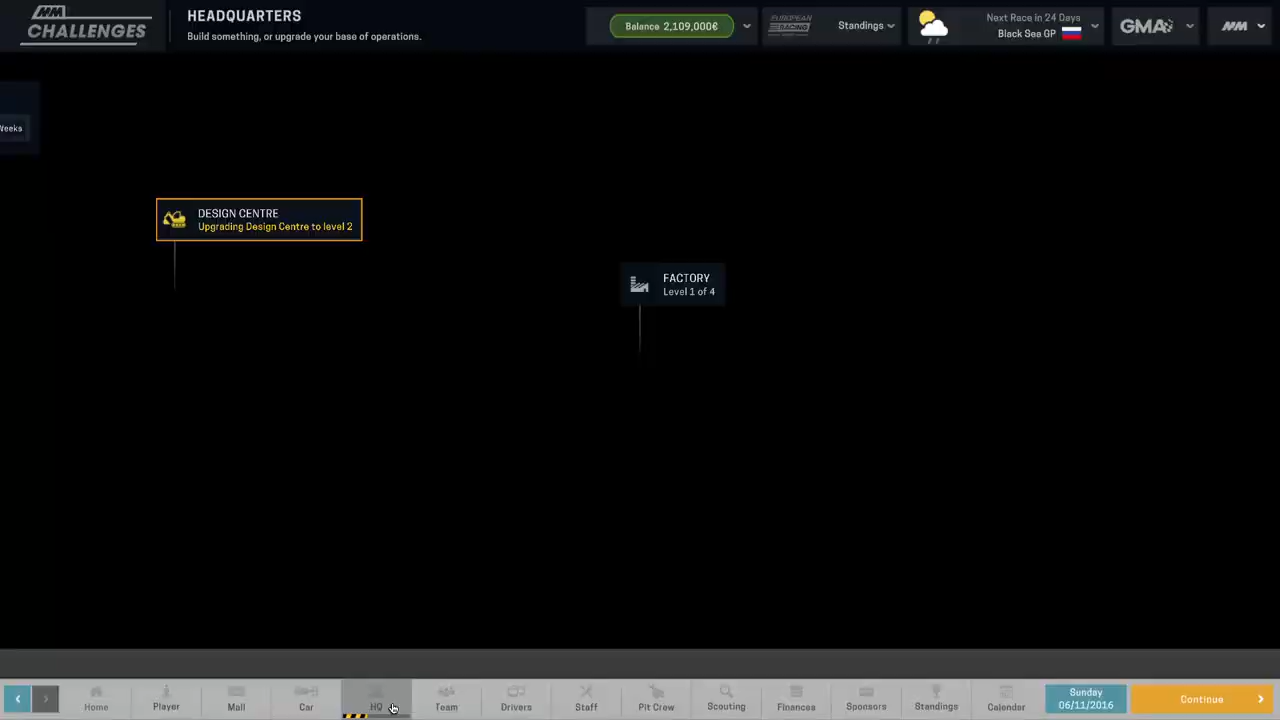 MM
CHALLENGES
HEADQUARTERS
Build something, or upgrade your base of operations.
Balance 2,109,000€
EUROPEAN
RACING
Standings
Next Race in 24 Days
Black Sea GP
GMA
MM
Weeks
DESIGN CENTRE
Upgrading Design Centre to level 2
FACTORY
Level 1 of 4
Home
Player
Mail
Car
HQ
Team
Drivers
Staff
Pit Crew
Scouting
Finances
Sponsors
Standings
Calendar
Sunday
06/11/2016
Continue